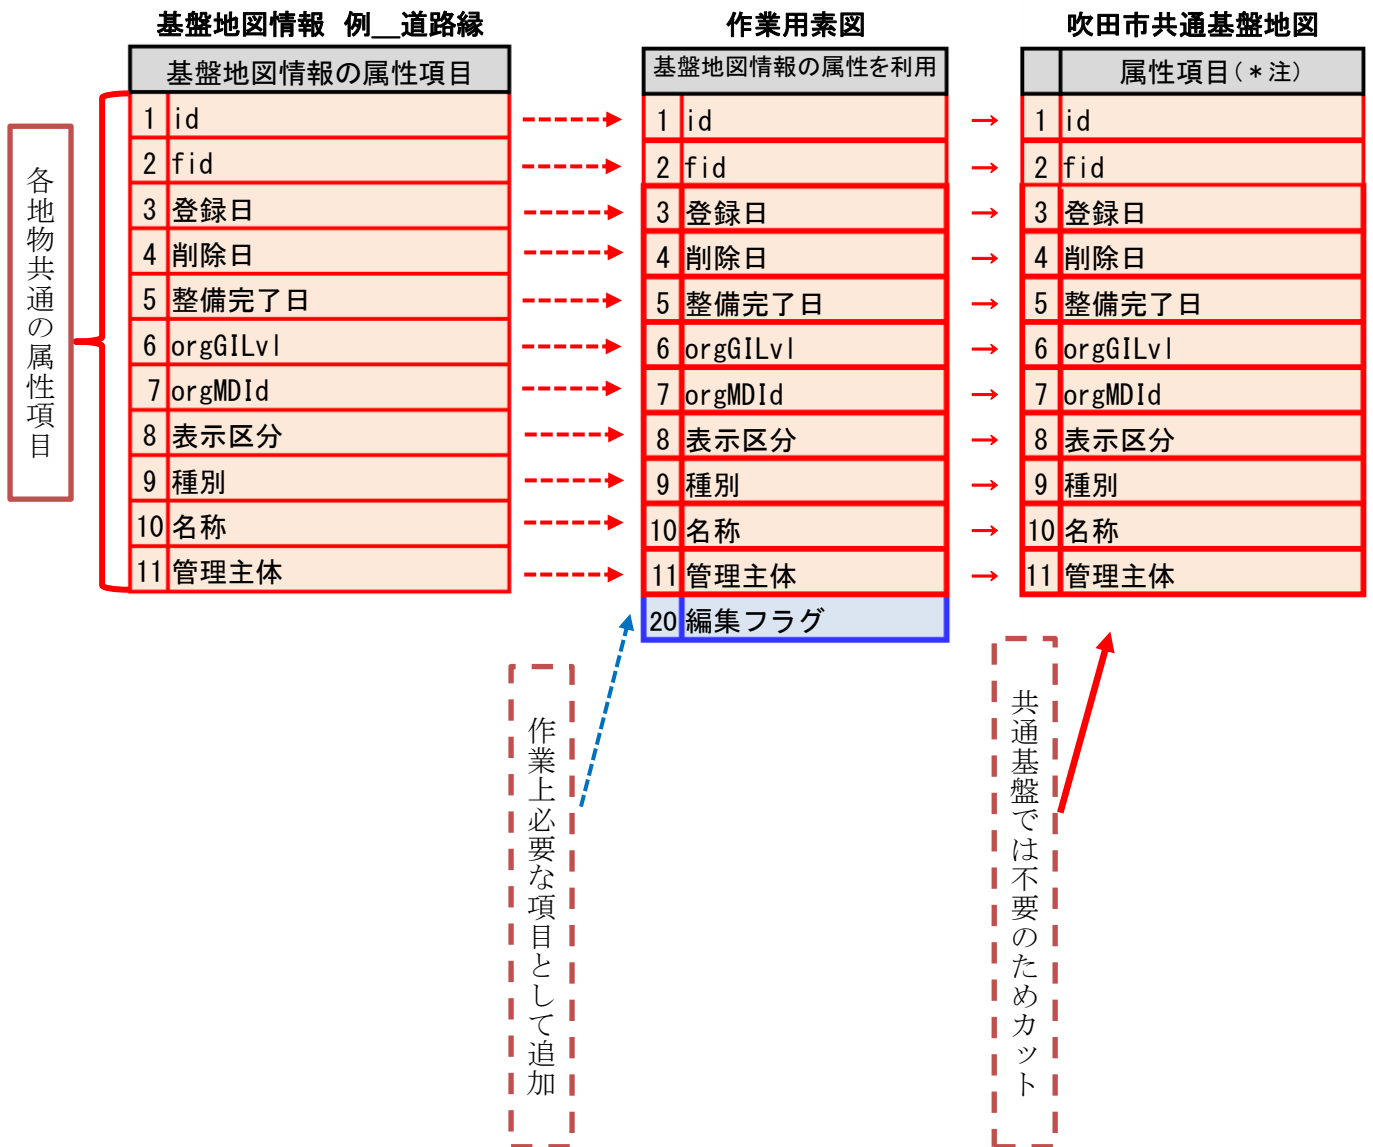 基盤地図情報 例__道路縁
基盤地図情報の属性項目
1 id
2 fid
3 登録日
4 削除日
5 整備完了日
6 orgGILvl
7 orgMDId
8 表示区分
9 種別
10 名称
11 管理主体
各地物共通の属性項目
作業用素図
基盤地図情報の属性を利用
1 id
2 fid
3 登録日
4 削除日
5 整備完了日
6 orgGILvl
7 orgMDId
8 表示区分
9 種別
10 名称
11 管理主体
20 編集フラグ
作業上必要な項目として追加
吹田市共通基盤地図
属性項目(*注)
1 id
2 fid
3 登録日
4 削除日
5 整備完了日
6 orgGILvl
7 orgMDId
8 表示区分
9 種別
10 名称
11 管理主体
共通基盤では不要のためカット